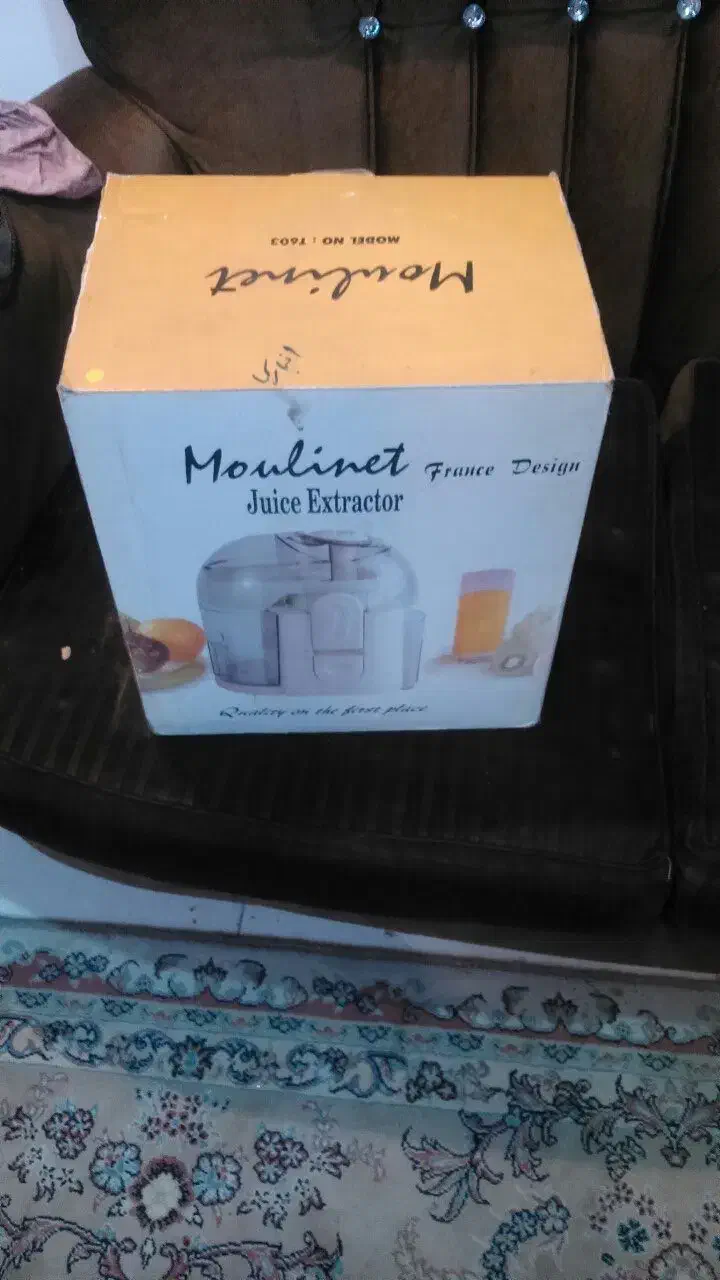 MODEL NO : T603
Moulinet
Moulinet France Design
Juice Extractor
Quality on the first place